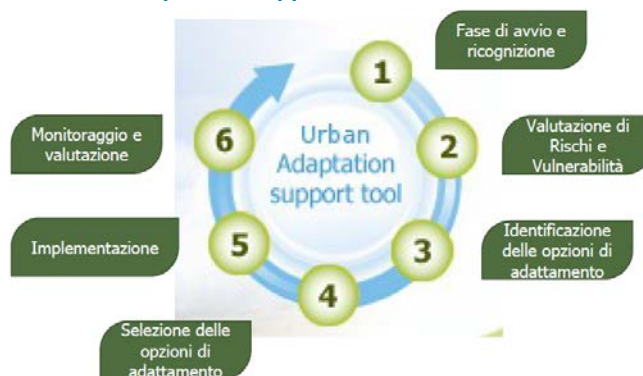 Fase di avvio e
ricognizione
1
2
Valutazione di
Rischi e
Vulnerabilità
3
Identificazione
delle opzioni di
adattamento
4
Selezione delle
opzioni di
adattamento
5
Implementazione
6
Monitoraggio e
valutazione
Urban
Adaptation
support tool